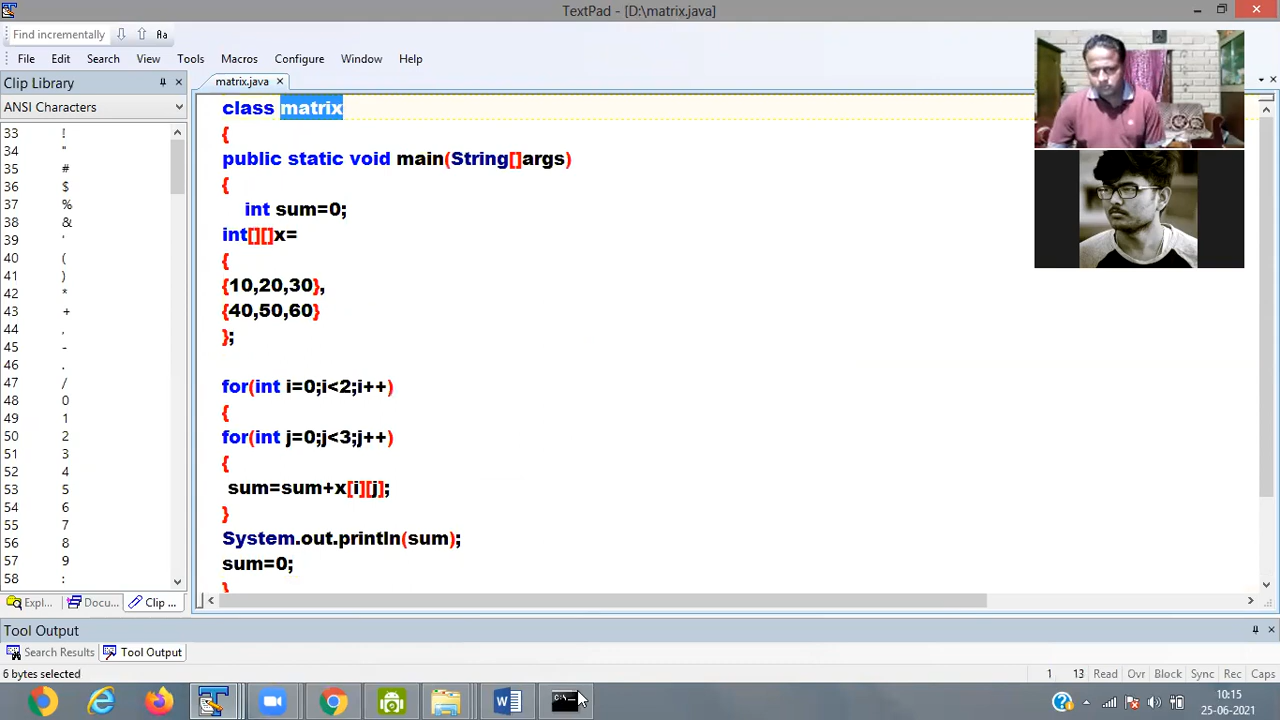 TextPad - [D:\matrix.java]
Find incrementally
File Edit Search View Tools Macros Configure Window Help
Clip Library
matrix.java
ANSI Characters
33 !
34 "
35 #
36 $
37 %
38 &
39 '
40 (
41 )
42 *
43 +
44 ,
45 -
46 .
47 /
48 0
49 1
50 2
51 3
52 4
53 5
54 6
55 7
56 8
57 9
58 :
class matrix
{
public static void main(String[]args)
{
int sum=0;
int[][]x=
{
{10,20,30},
{40,50,60}
};
for(int i=0;i<2;i++)
{
for(int j=0;j<3;j++)
{
sum=sum+x[i][j];
}
System.out.println(sum);
sum=0;
}
Expl... Docu... Clip ...
Tool Output
Search Results Tool Output
6 bytes selected 1 13 Read Ovr Block Sync Rec Caps
10:15
25-06-2021